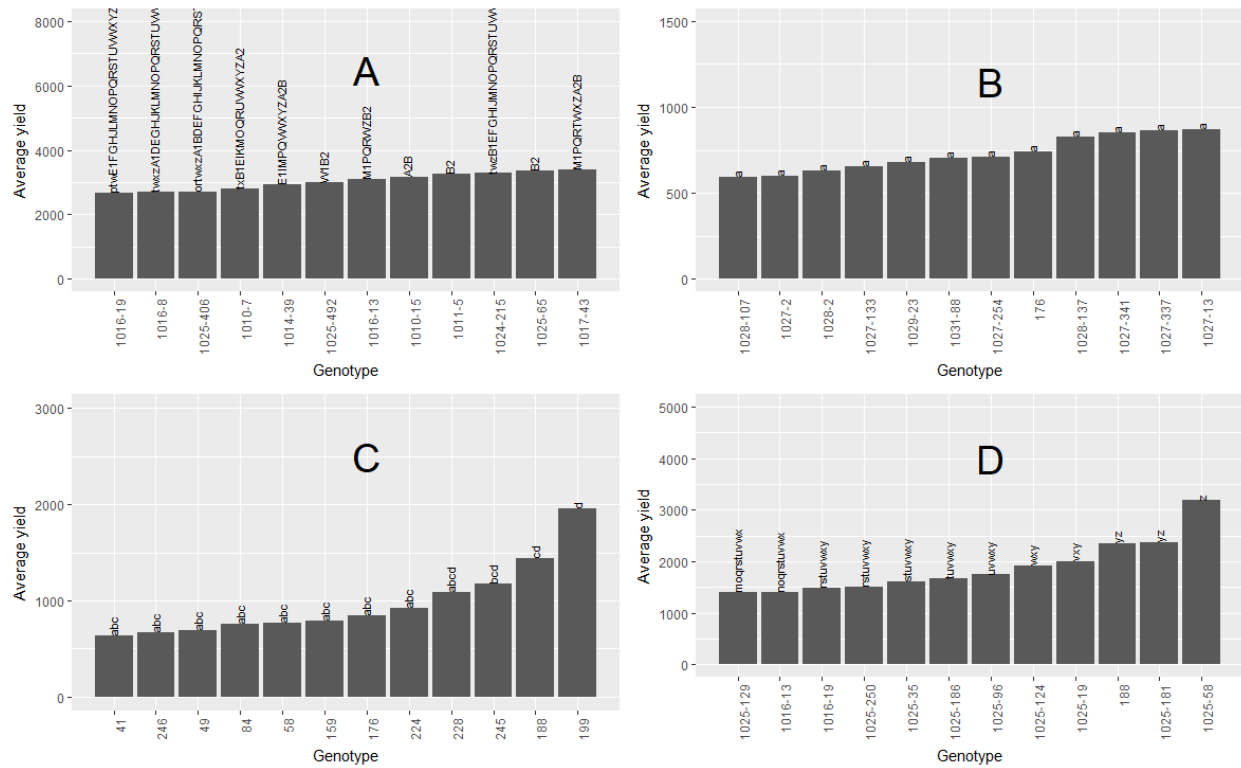 A
Average yield
8000
6000
4000
2000
0
ptwE1FGHJLMNOPQRSTUVWXYZ
twxzA1DEGHJKLMNOPQRSTUV
ortwxzA1BDEFGHIJKLMNOPQRS
txB1EIKMOQRUVWXYZA2
E1IMPQVWXYZA2B
W1B2
M1PQRWZB2
A2B
B2
twzB1EFGHIJMNOPQRSTUV
B2
M1PQRTWXZA2B
1016-19
1016-8
1025-406
1010-7
1014-39
1025-492
1016-13
1010-15
1011-5
1024-215
1025-65
1017-43
Genotype
B
Average yield
1500
1000
500
0
a
a
a
a
a
a
a
a
a
a
a
a
1028-107
1027-2
1028-2
1027-133
1029-23
1031-88
1027-254
176
1028-137
1027-341
1027-337
1027-13
Genotype
C
Average yield
3000
2000
1000
0
abc
abc
abc
abc
abc
abc
abc
abc
abcd
bcd
cd
d
41
246
49
84
58
159
176
224
228
245
188
199
Genotype
D
Average yield
5000
4000
3000
2000
1000
0
moqrstuvwx
noqrstuvwx
rstuvwxy
rstuvwxy
stuvwxy
tuvwxy
uvwxy
wxy
vxy
yz
yz
z
1025-129
1016-13
1016-19
1025-250
1025-35
1025-186
1025-96
1025-124
1025-19
188
1025-181
1025-58
Genotype